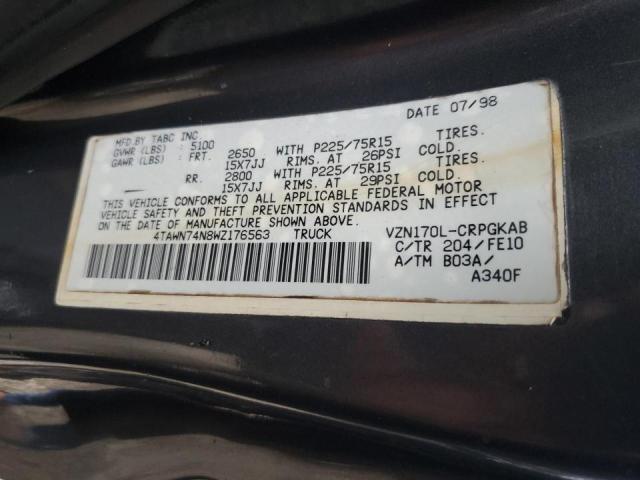 MFD.BY TABC INC. DATE 07/98
GVWR (LBS) : 5100
GAWR (LBS) : FRT. 2650 WITH P225/75R15 TIRES.
15X7JJ RIMS. AT 26PSI COLD.
RR. 2800 WITH P225/75R15 TIRES.
15X7JJ RIMS. AT 29PSI COLD.
THIS VEHICLE CONFORMS TO ALL APPLICABLE FEDERAL MOTOR
VEHICLE SAFETY AND THEFT PREVENTION STANDARDS IN EFFECT
ON THE DATE OF MANUFACTURE SHOWN ABOVE.
4TAWN74N8WZ176563 TRUCK VZN170L-CRPGKAB
C/TR 204/FE10
A/TM B03A/
A340F